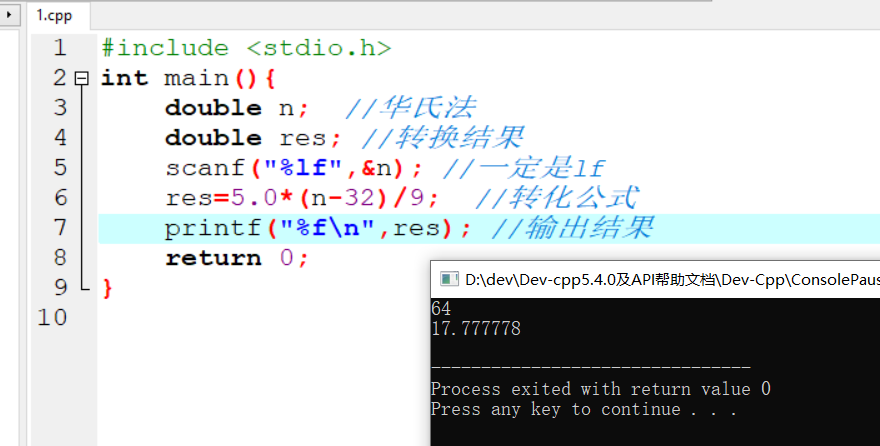 1.cpp
1 #include <stdio.h>
2 int main(){
3 double n; //华氏法
4 double res; //转换结果
5 scanf("%lf",&n); //一定是lf
6 res=5.0*(n-32)/9; //转化公式
7 printf("%f\n",res); //输出结果
8 return 0;
9 }
10
D:\dev\Dev-cpp5.4.0及API帮助文档\Dev-Cpp\ConsolePaus
64
17.777778
--------------------------------
Process exited with return value 0
Press any key to continue . . .